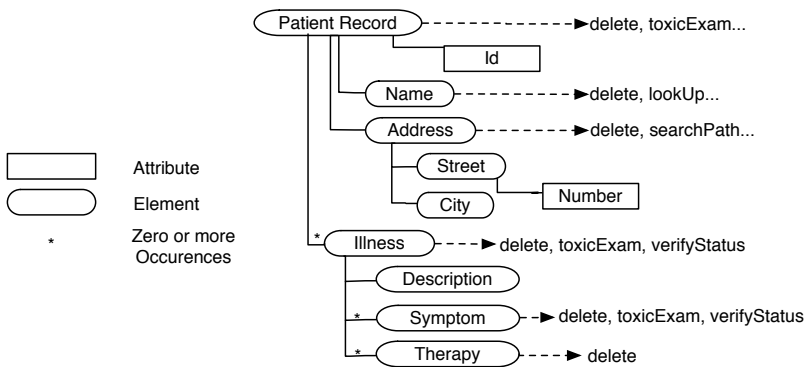 Patient Record
delete, toxicExam...
Id
Name
delete, lookUp...
Address
delete, searchPath...
Attribute
Street
Element
City
Number
*
Zero or more
Occurences
*
Illness
delete, toxicExam, verifyStatus
Description
*
Symptom
delete, toxicExam, verifyStatus
*
Therapy
delete